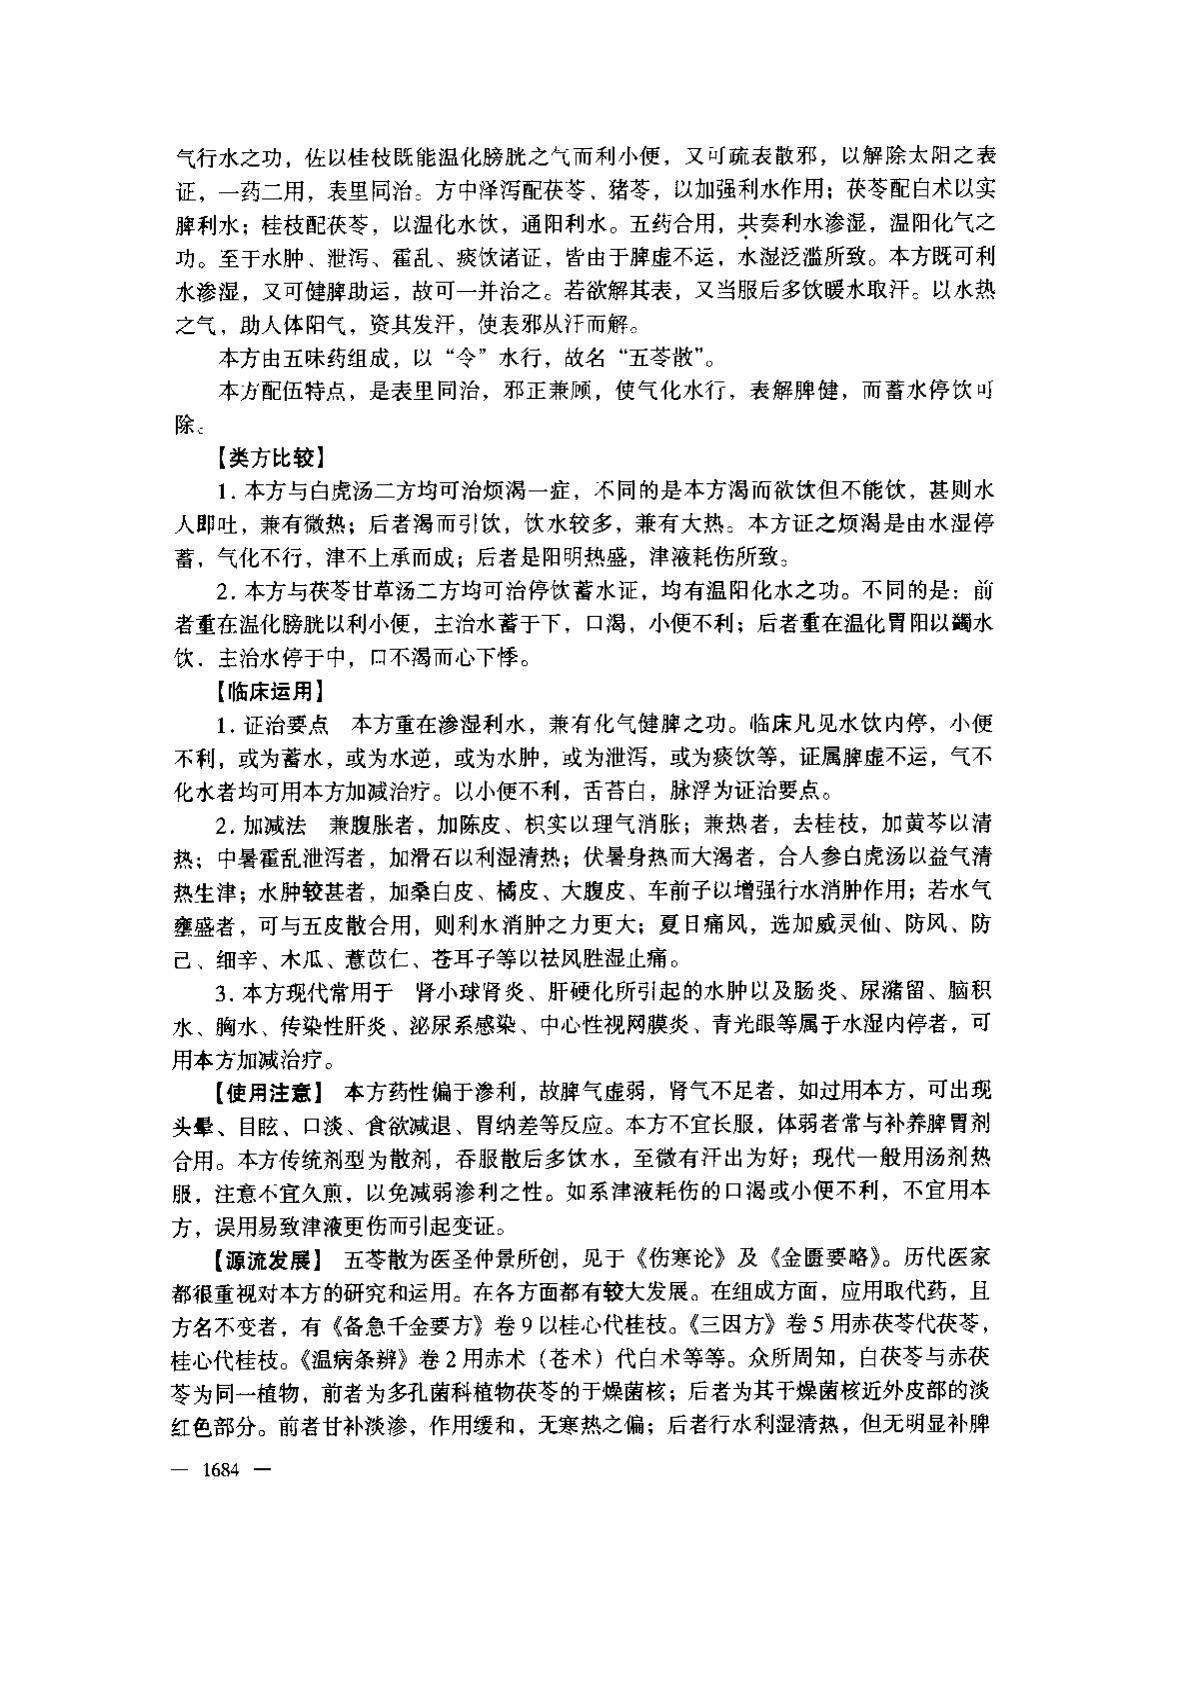 气行水之功，佐以桂枝既能温化膀胱之气而利小便，又可疏表散邪，以解除太阳之表
证，一药二用，表里同治。方中泽泻配茯苓、猪苓，以加强利水作用；茯苓配白术以实
脾利水；桂枝配茯苓，以温化水饮，通阳利水。五药合用，共奏利水渗湿，温阳化气之
功。至于水肿、泄泻、霍乱、痰饮诸证，皆由于脾虚不运，水湿泛滥所致。本方既可利
水渗湿，又可健脾助运，故可一并治之。若欲解其表，又当服后多饮暖水取汗。以水热
之气，助人体阳气，资其发汗，使表邪从汗而解。
本方由五味药组成，以“令”水行，故名“五苓散”。
本方配伍特点，是表里同治，邪正兼顾，使气化水行，表解脾健，而蓄水停饮可
除。
【类方比较】
1. 本方与白虎汤二方均可治烦渴一症，不同的是本方渴而欲饮但不能饮，甚则水
人即吐，兼有微热；后者渴而引饮，饮水较多，兼有大热。本方证之烦渴是由水湿停
蓄，气化不行，津不上承而成；后者是阳明热盛，津液耗伤所致。
2. 本方与茯苓甘草汤二方均可治停饮蓄水证，均有温阳化水之功。不同的是：前
者重在温化膀胱以利小便，主治水蓄于下，口渴，小便不利；后者重在温化胃阳以蠲水
饮．主治水停于中，口不渴而心下悸。
【临床运用】
1. 证治要点　本方重在渗湿利水，兼有化气健脾之功。临床凡见水饮内停，小便
不利，或为蓄水，或为水逆，或为水肿，或为泄泻，或为痰饮等，证属脾虚不运，气不
化水者均可用本方加减治疗。以小便不利，舌苔白，脉浮为证治要点。
2. 加减法　兼腹胀者，加陈皮、枳实以理气消胀；兼热者，去桂枝，加黄芩以清
热；中暑霍乱泄泻者，加滑石以利湿清热；伏暑身热而大渴者，合人参白虎汤以益气清
热生津；水肿较甚者，加桑白皮、橘皮、大腹皮、车前子以增强行水消肿作用；若水气
壅盛者，可与五皮散合用，则利水消肿之力更大；夏日痛风，选加威灵仙、防风、防
己、细辛、木瓜、薏苡仁、苍耳子等以祛风胜湿止痛。
3. 本方现代常用于　肾小球肾炎、肝硬化所引起的水肿以及肠炎、尿潴留、脑积
水、胸水、传染性肝炎、泌尿系感染、中心性视网膜炎、青光眼等属于水湿内停者，可
用本方加减治疗。
【使用注意】　本方药性偏于渗利，故脾气虚弱，肾气不足者，如过用本方，可出现
头晕、目眩、口淡、食欲减退、胃纳差等反应。本方不宜长服，体弱者常与补养脾胃剂
合用。本方传统剂型为散剂，吞服散后多饮水，至微有汗出为好；现代一般用汤剂热
服，注意不宜久煎，以免减弱渗利之性。如系津液耗伤的口渴或小便不利，不宜用本
方，误用易致津液更伤而引起变证。
【源流发展】　五苓散为医圣仲景所创，见于《伤寒论》及《金匮要略》。历代医家
都很重视对本方的研究和运用。在各方面都有较大发展。在组成方面，应用取代药，且
方名不变者，有《备急千金要方》卷 9 以桂心代桂枝。《三因方》卷 5 用赤茯苓代茯苓，
桂心代桂枝。《温病条辨》卷 2 用赤术（苍术）代白术等等。众所周知，白茯苓与赤茯
苓为同一植物，前者为多孔菌科植物茯苓的干燥菌核；后者为其干燥菌核近外皮部的淡
红色部分。前者甘补淡渗，作用缓和，无寒热之偏；后者行水利湿清热，但无明显补脾
— 1684 —